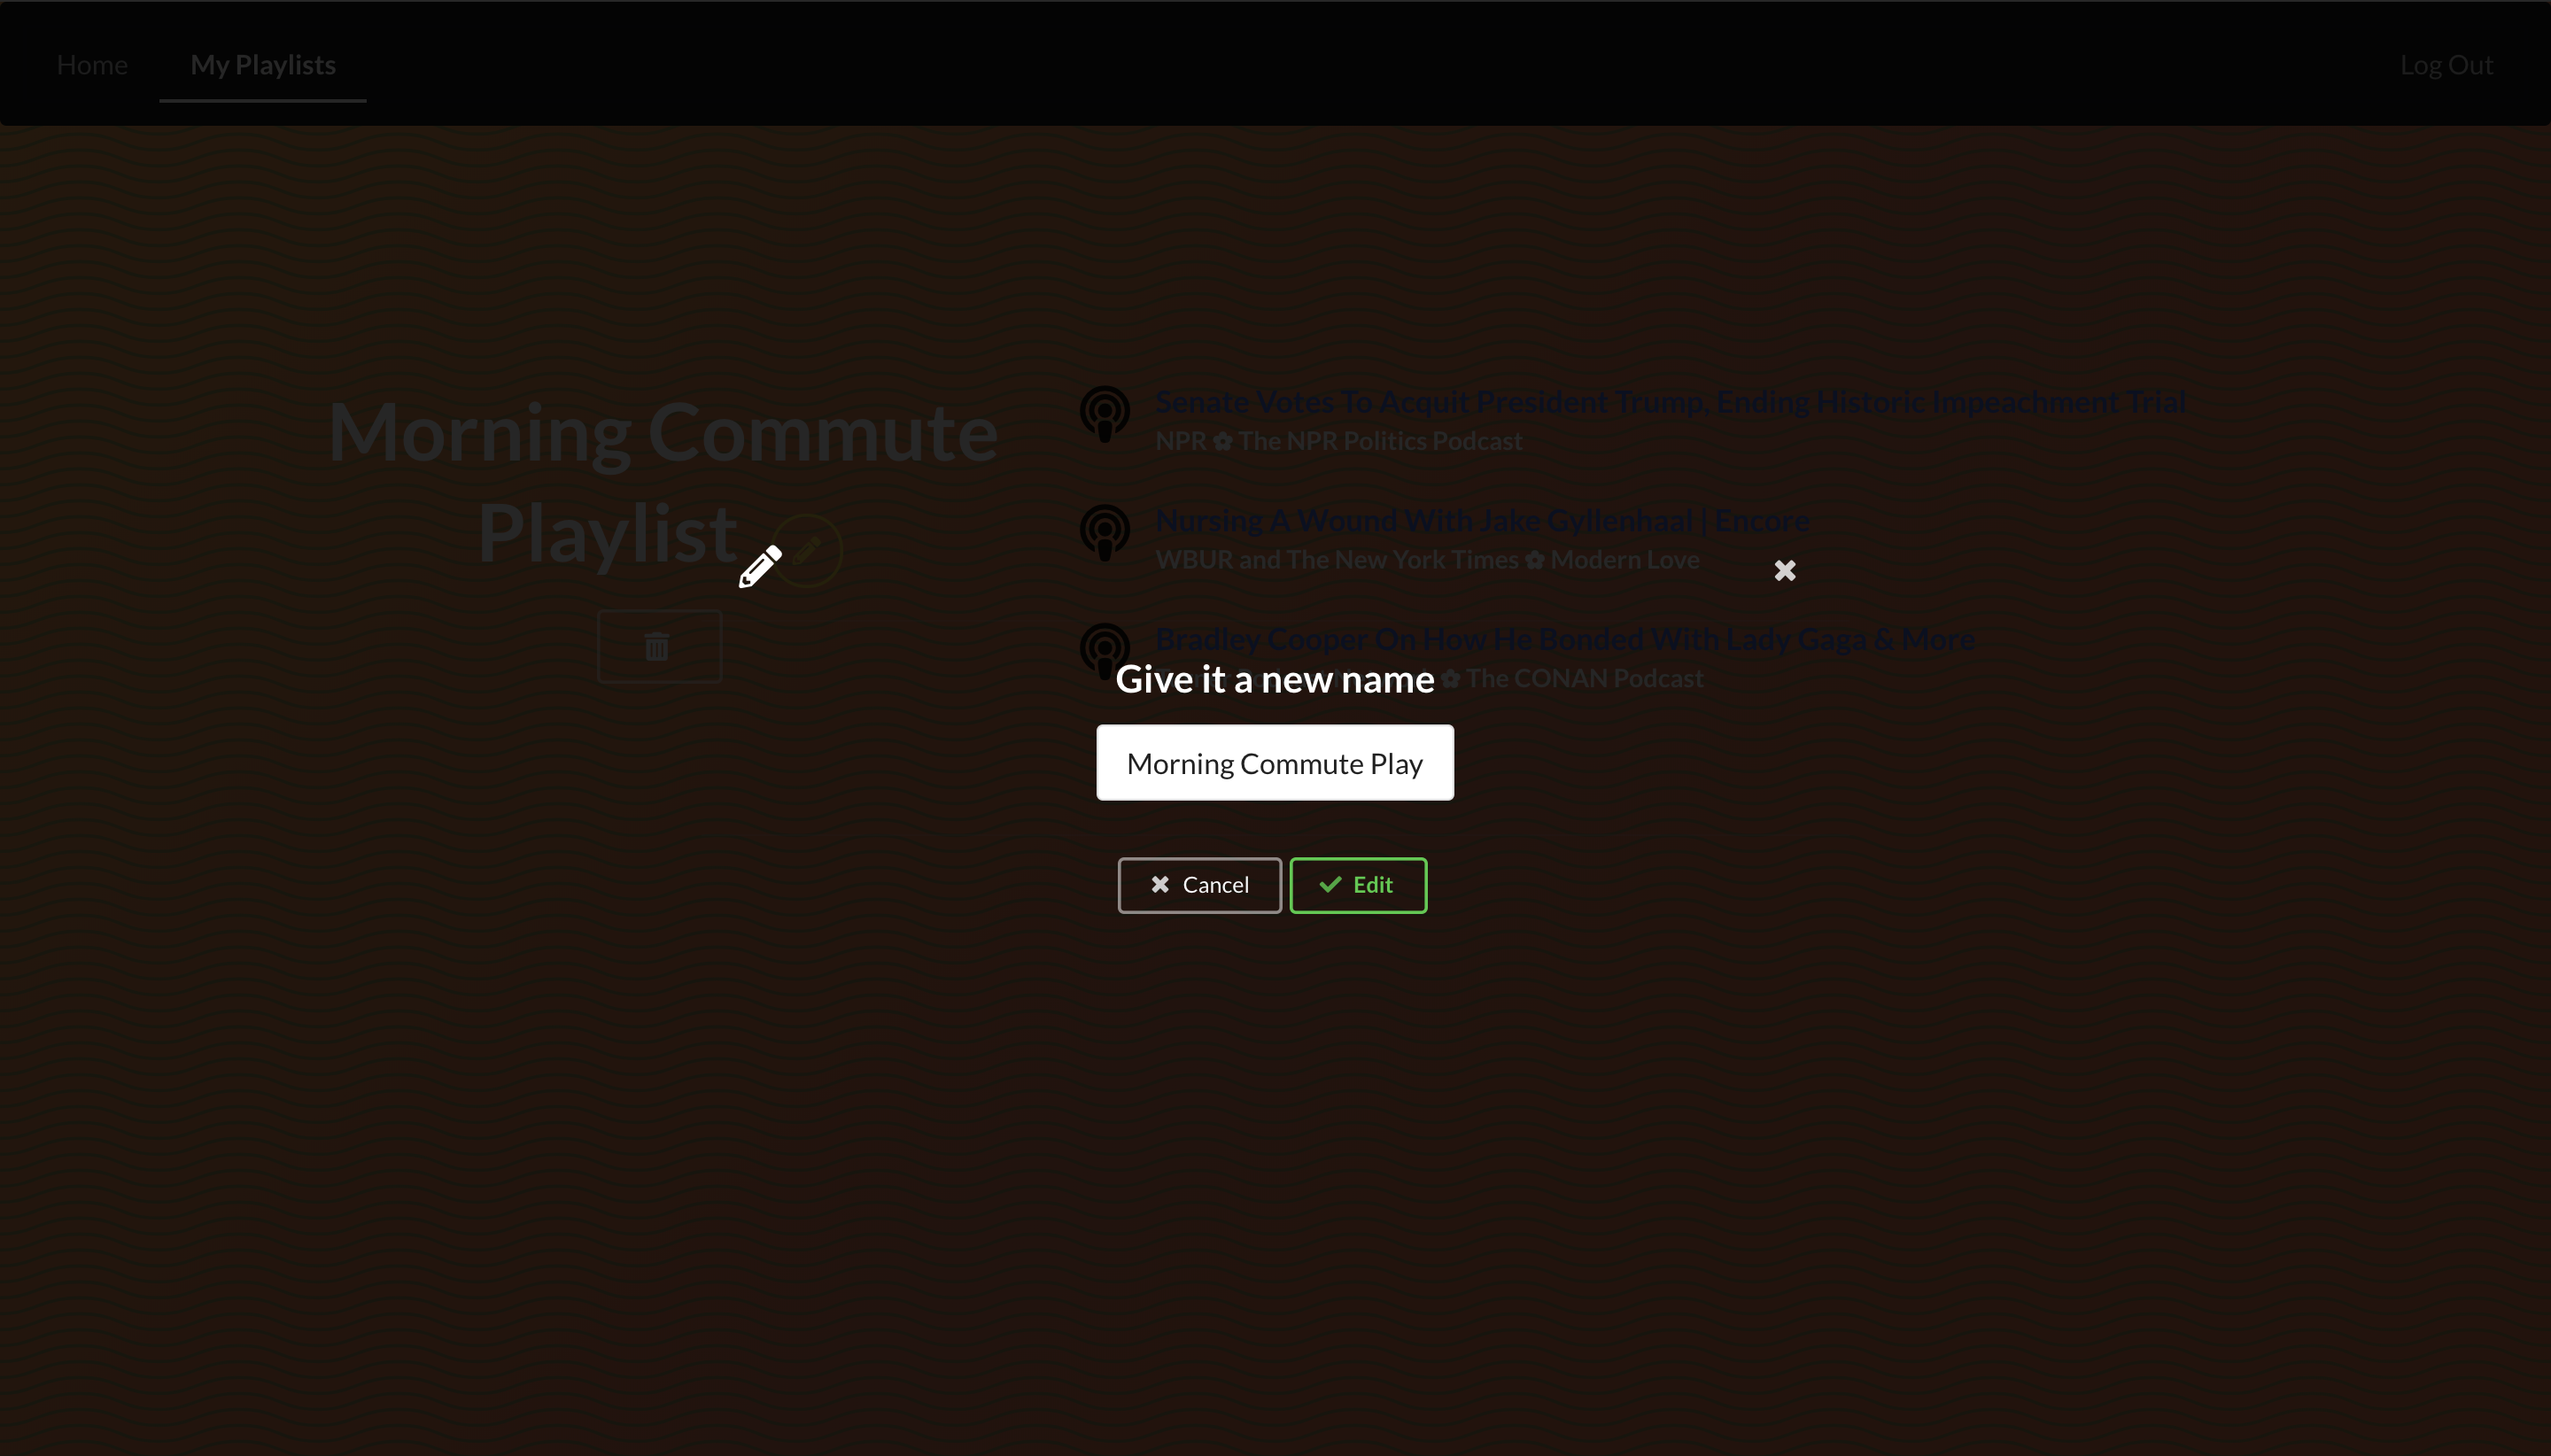 Home
My Playlists
Log Out
Morning Commute
Playlist
Senate Votes To Acquit President Trump, Ending Historic Impeachment Trial
NPR ✿ The NPR Politics Podcast
Nursing A Wound With Jake Gyllenhaal | Encore
WBUR and The New York Times ✿ Modern Love
Bradley Cooper On How He Bonded With Lady Gaga & More
✿ The CONAN Podcast
Give it a new name
Morning Commute Play
Cancel
Edit